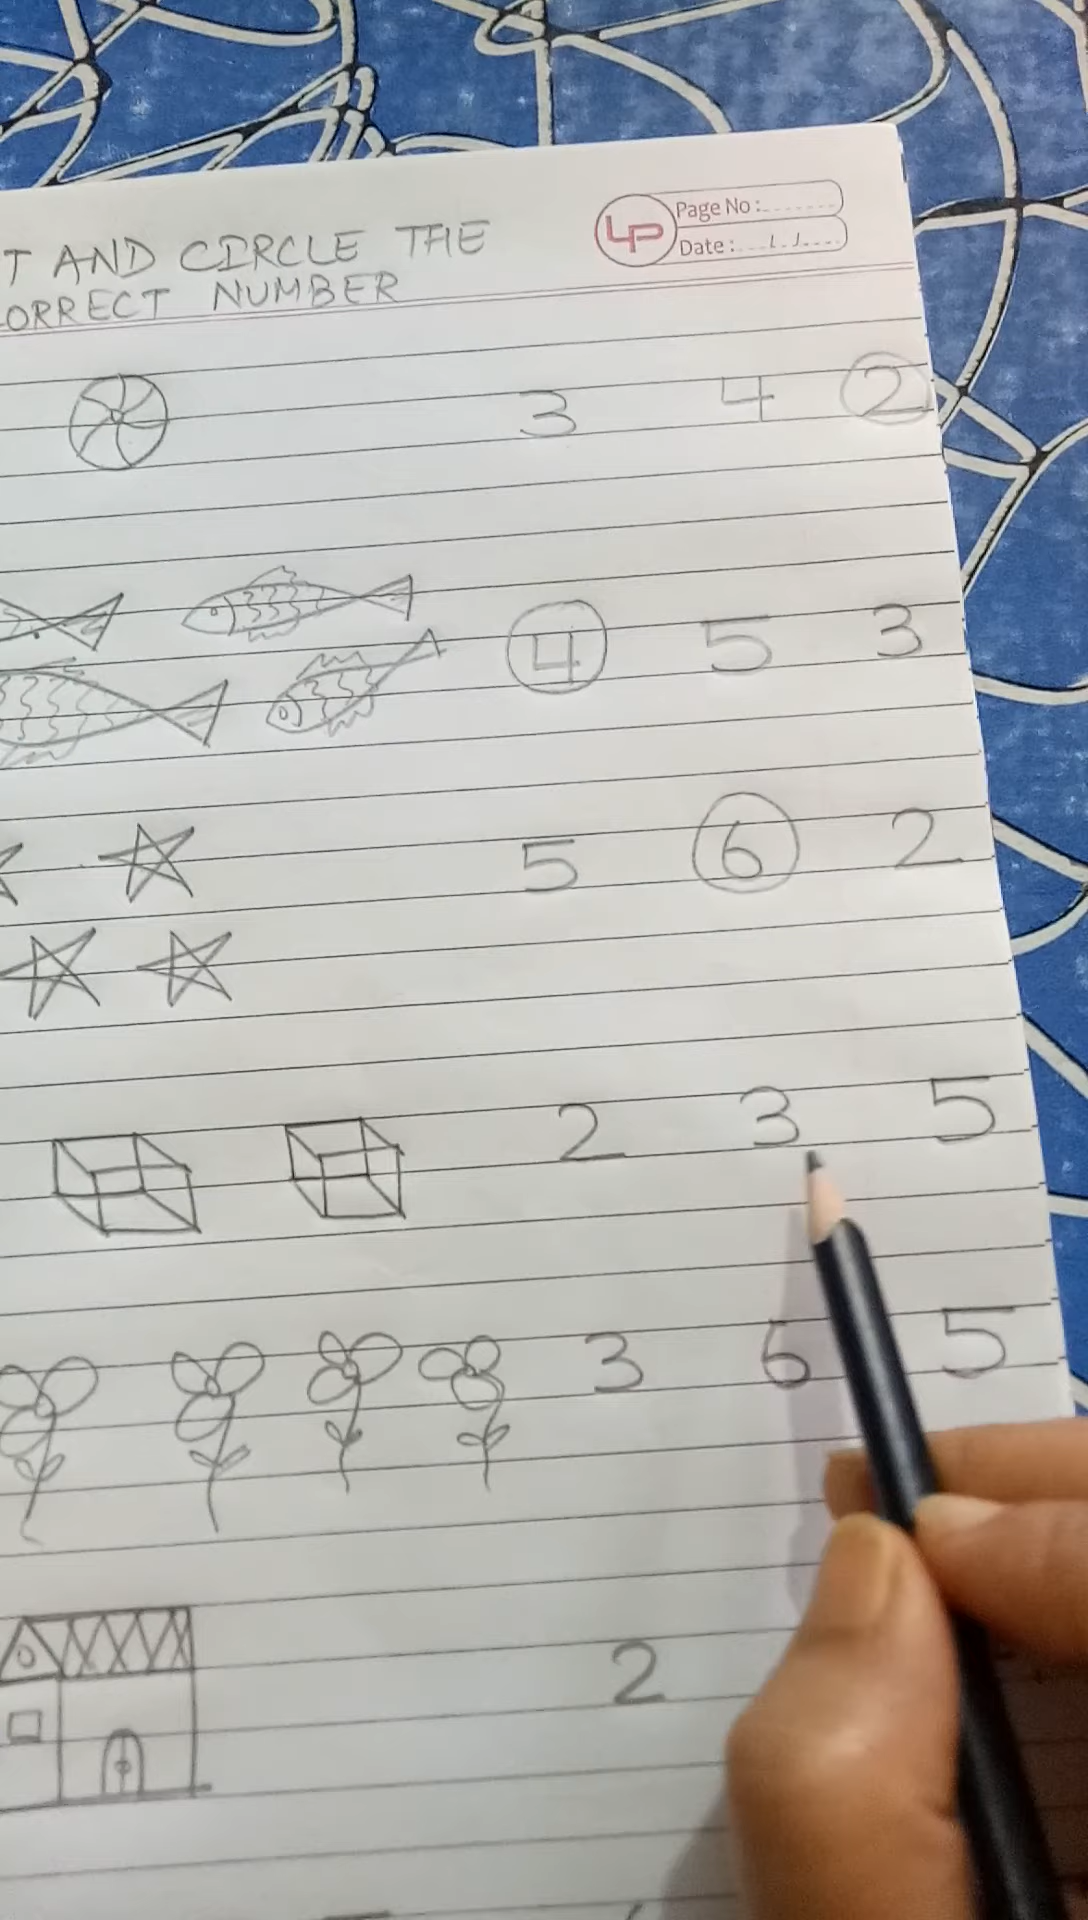 LP Page No :
Date :
T AND CIRCLE THE
ORRECT NUMBER
3 4 2
4 5 3
5 6 2
2 3 5
3 6 5
2